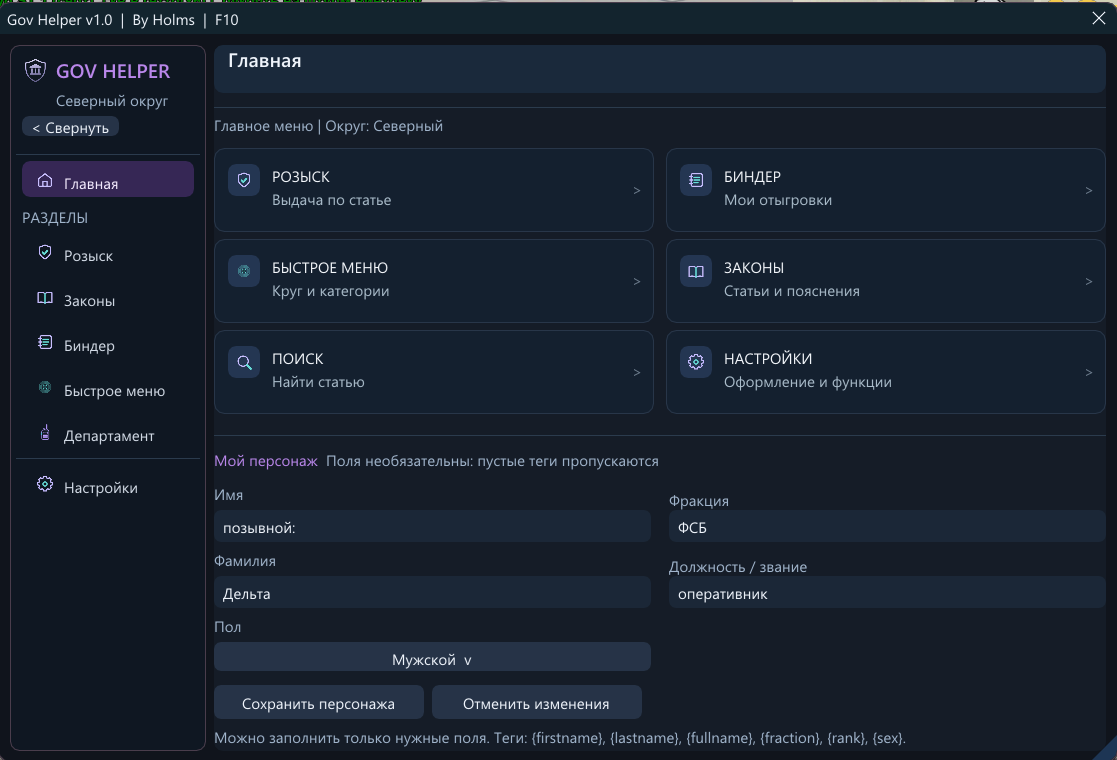 Gov Helper v1.0 | By Holms | F10
GOV HELPER
Северный округ
< Свернуть
Главная
РАЗДЕЛЫ
Розыск
Законы
Биндер
Быстрое меню
Департамент
Настройки
Главная
Главное меню | Округ: Северный
РОЗЫСК
Выдача по статье
>
БИНДЕР
Мои отыгровки
>
БЫСТРОЕ МЕНЮ
Круг и категории
>
ЗАКОНЫ
Статьи и пояснения
>
ПОИСК
Найти статью
>
НАСТРОЙКИ
Оформление и функции
>
Мой персонаж Поля необязательны: пустые теги пропускаются
Имя
позывной:
Фракция
ФСБ
Фамилия
Дельта
Должность / звание
оперативник
Пол
Мужской v
Сохранить персонажа
Отменить изменения
Можно заполнить только нужные поля. Теги: {firstname}, {lastname}, {fullname}, {fraction}, {rank}, {sex}.